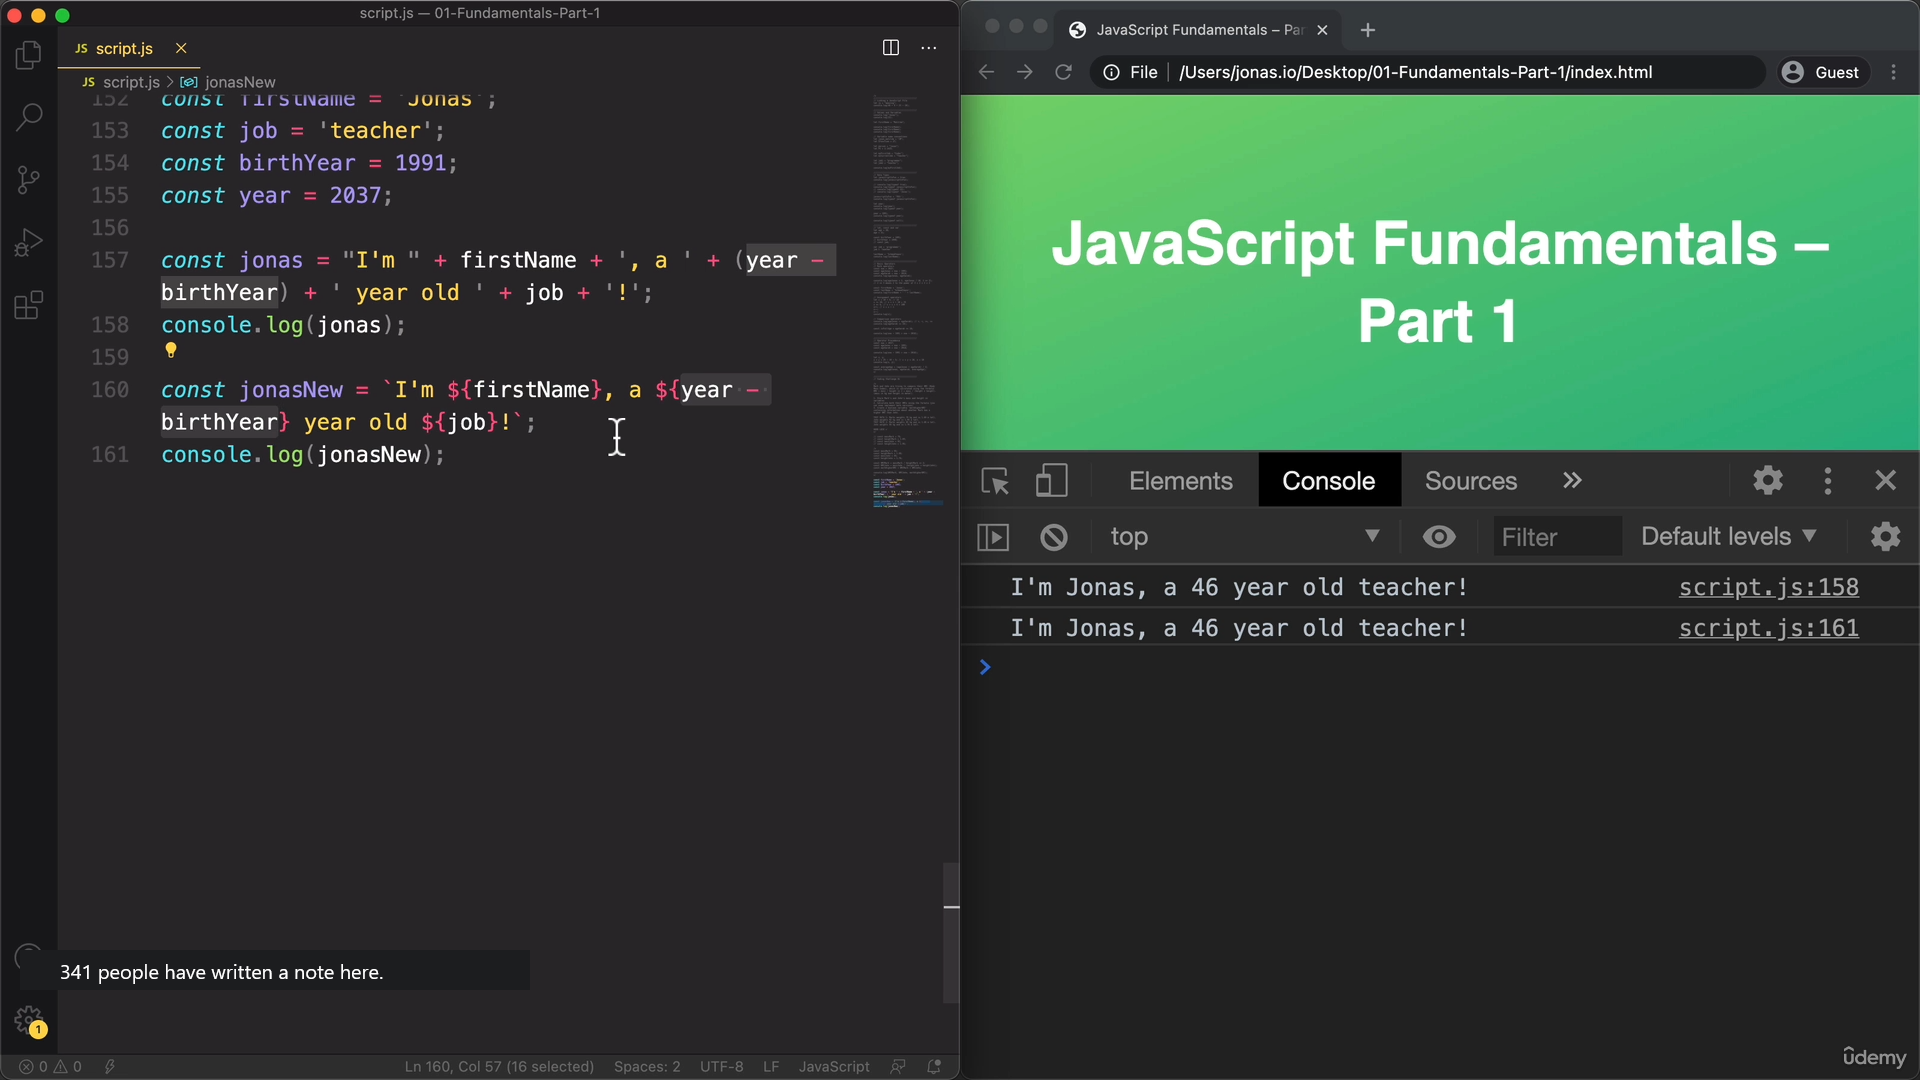 script.js — 01-Fundamentals-Part-1
JS script.js
JS script.js > jonasNew
152 const firstName = 'Jonas';
153 const job = 'teacher';
154 const birthYear = 1991;
155 const year = 2037;
156
157 const jonas = "I'm " + firstName + ', a ' + (year -
birthYear) + ' year old ' + job + '!';
158 console.log(jonas);
159
160 const jonasNew = `I'm ${firstName}, a ${year -
birthYear} year old ${job}!`;
161 console.log(jonasNew);
341 people have written a note here.
1
0 0 Ln 160, Col 57 (16 selected) Spaces: 2 UTF-8 LF JavaScript
JavaScript Fundamentals – Par
File /Users/jonas.io/Desktop/01-Fundamentals-Part-1/index.html Guest
JavaScript Fundamentals –
Part 1
Elements Console Sources »
top Filter Default levels
I'm Jonas, a 46 year old teacher! script.js:158
I'm Jonas, a 46 year old teacher! script.js:161
>
ûdemy